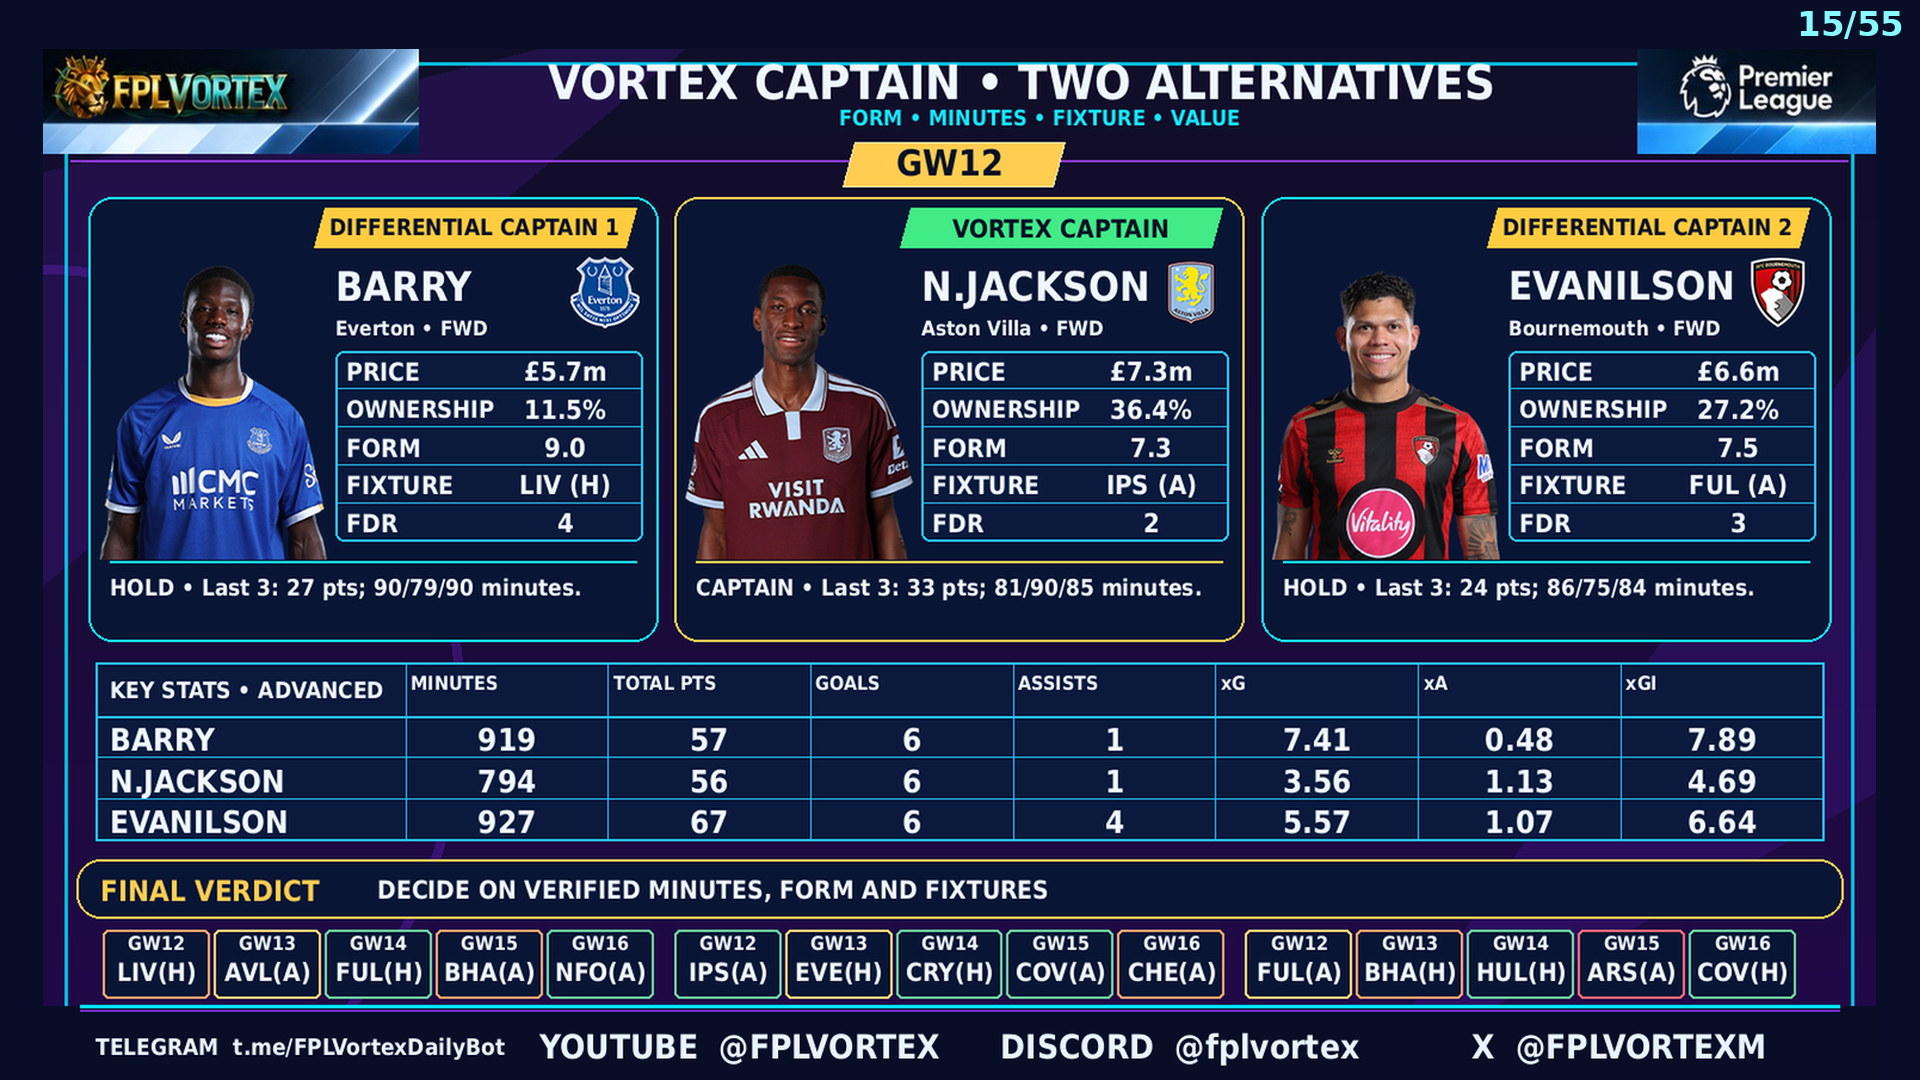 15/55
FPLVORTEX
VORTEX CAPTAIN • TWO ALTERNATIVES
Premier League
FORM • MINUTES • FIXTURE • VALUE
GW12
DIFFERENTIAL CAPTAIN 1
BARRY
Everton
Everton • FWD
PRICE £5.7m
OWNERSHIP 11.5%
FORM 9.0
FIXTURE LIV (H)
FDR 4
CMC MARKETS
HOLD • Last 3: 27 pts; 90/79/90 minutes.
VORTEX CAPTAIN
N.JACKSON
Aston Villa • FWD
PRICE £7.3m
OWNERSHIP 36.4%
FORM 7.3
FIXTURE IPS (A)
FDR 2
VISIT RWANDA
CAPTAIN • Last 3: 33 pts; 81/90/85 minutes.
DIFFERENTIAL CAPTAIN 2
EVANILSON
Bournemouth • FWD
PRICE £6.6m
OWNERSHIP 27.2%
FORM 7.5
FIXTURE FUL (A)
FDR 3
Vitality
HOLD • Last 3: 24 pts; 86/75/84 minutes.
KEY STATS • ADVANCED MINUTES TOTAL PTS GOALS ASSISTS xG xA xGI
BARRY 919 57 6 1 7.41 0.48 7.89
N.JACKSON 794 56 6 1 3.56 1.13 4.69
EVANILSON 927 67 6 4 5.57 1.07 6.64
FINAL VERDICT DECIDE ON VERIFIED MINUTES, FORM AND FIXTURES
GW12 GW13 GW14 GW15 GW16 GW12 GW13 GW14 GW15 GW16 GW12 GW13 GW14 GW15 GW16
LIV(H) AVL(A) FUL(H) BHA(A) NFO(A) IPS(A) EVE(H) CRY(H) COV(A) CHE(A) FUL(A) BHA(H) HUL(H) ARS(A) COV(H)
TELEGRAM t.me/FPLVortexDailyBot YOUTUBE @FPLVORTEX DISCORD @fplvortex X @FPLVORTEXM